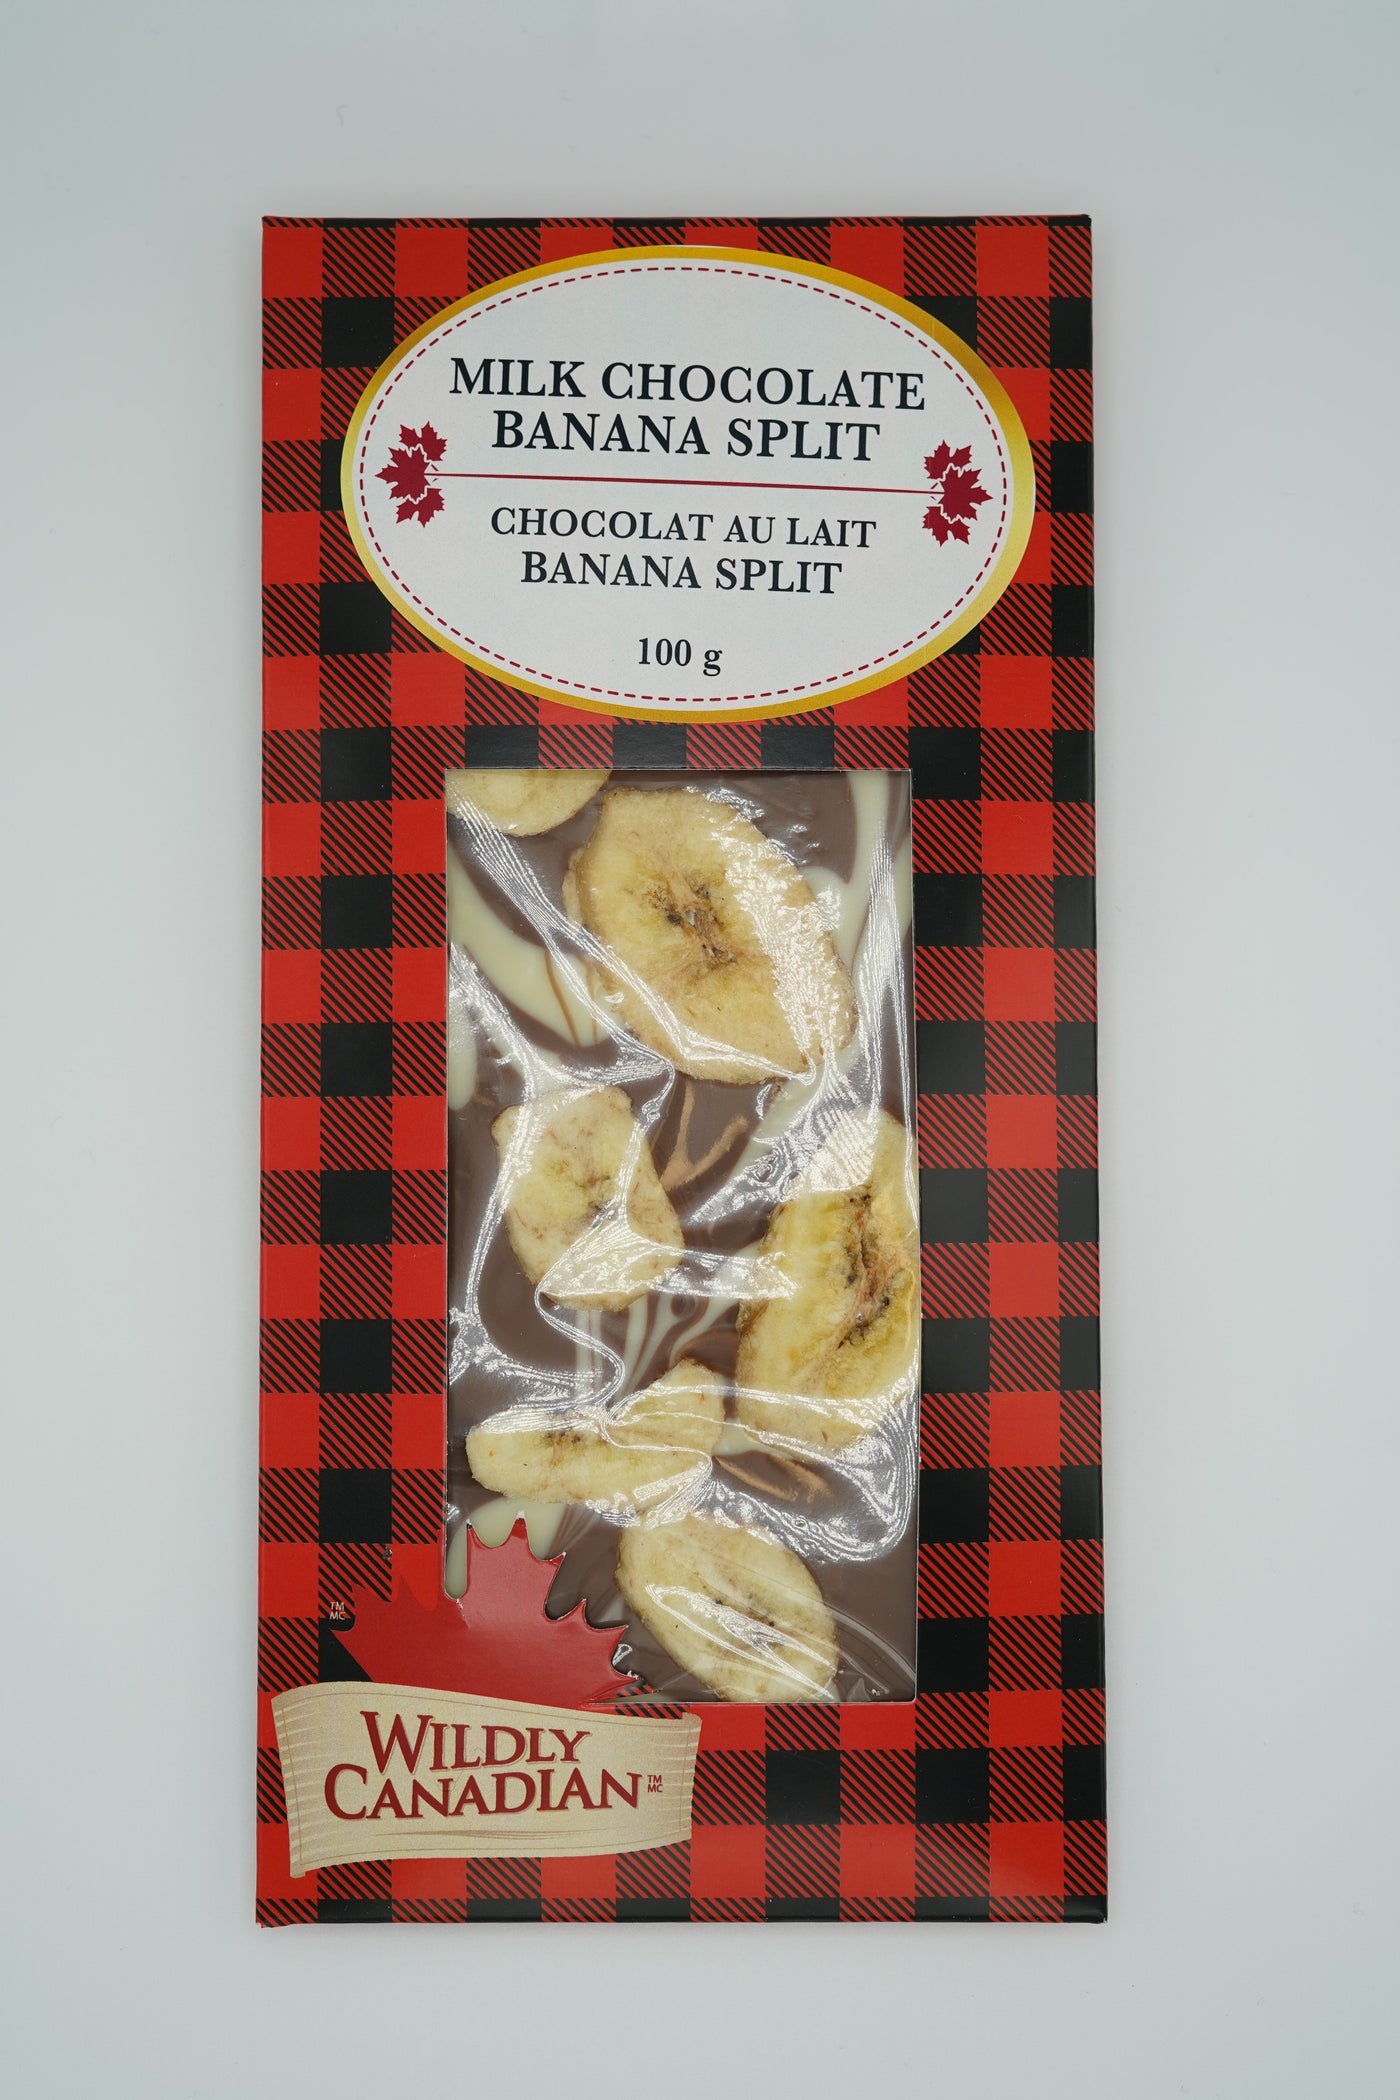 MILK CHOCOLATE
BANANA SPLIT
CHOCOLAT AU LAIT
BANANA SPLIT
100 g
TM
MC
WILDLY
CANADIAN TM
MC